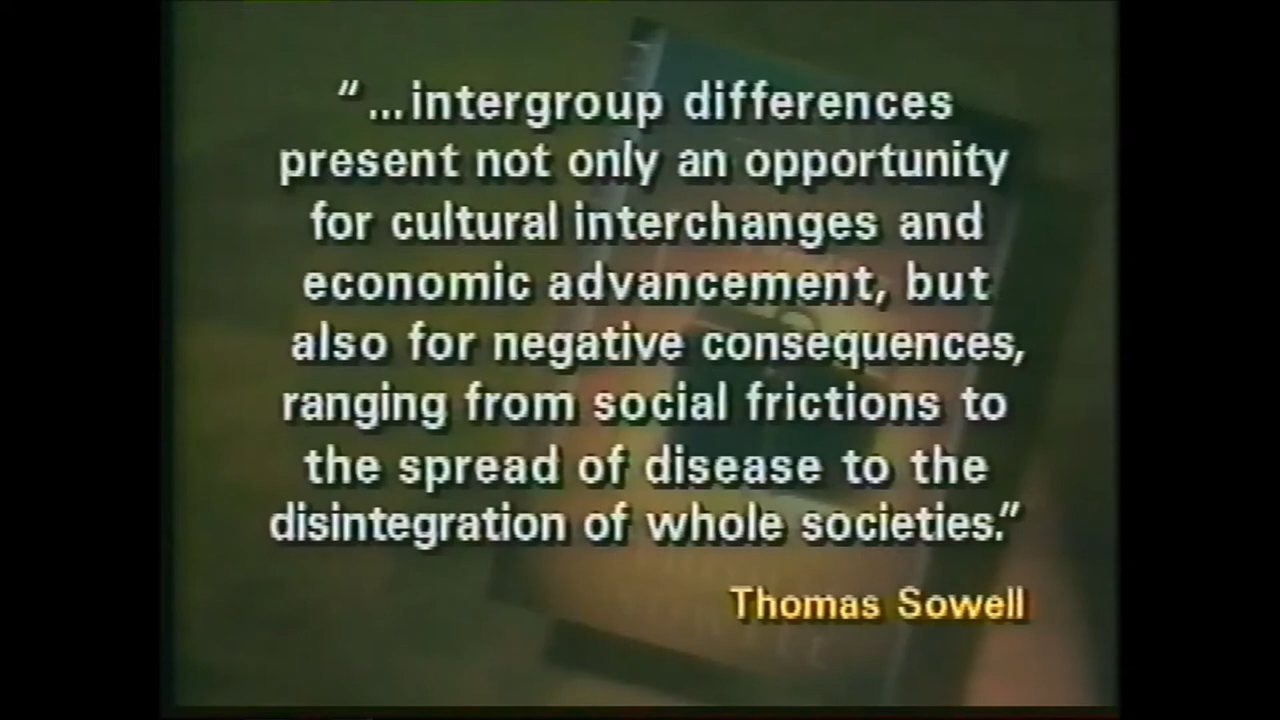 “...intergroup differences
present not only an opportunity
for cultural interchanges and
economic advancement, but
also for negative consequences,
ranging from social frictions to
the spread of disease to the
disintegration of whole societies.”
Thomas Sowell